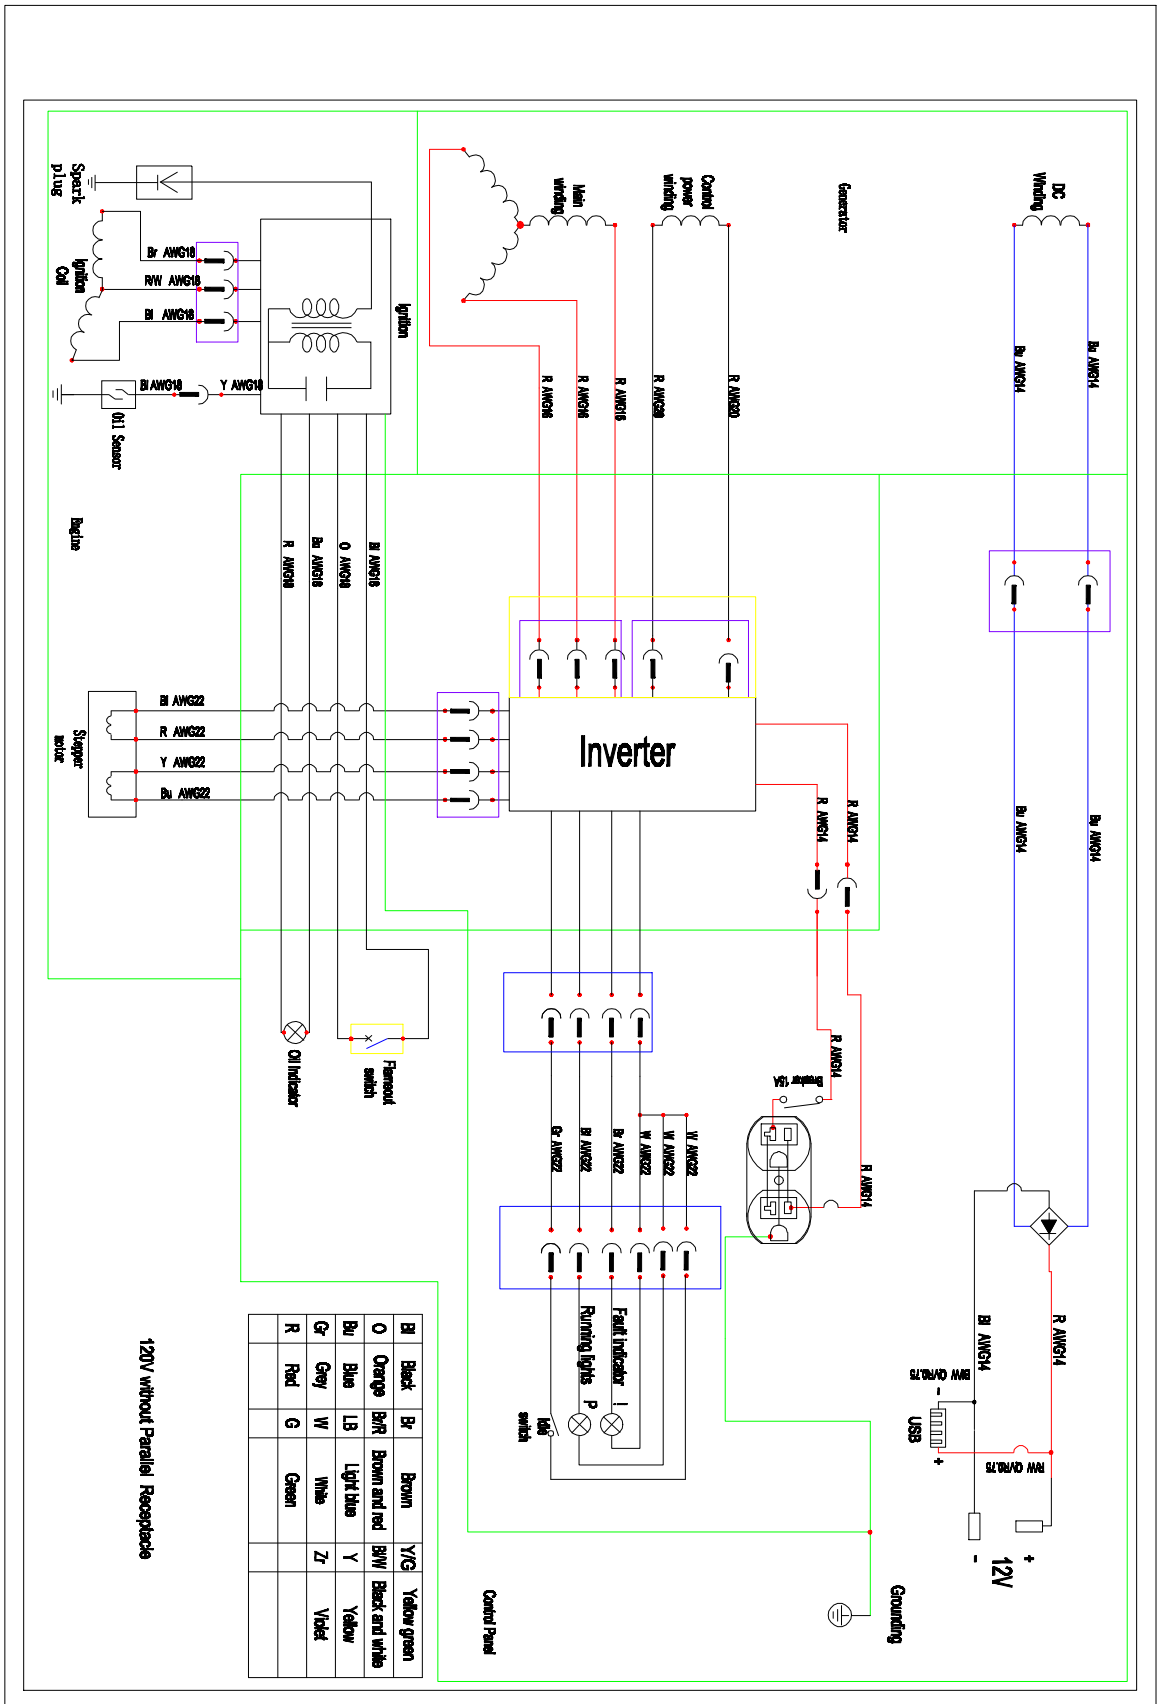 Spark
plug
Ignition
Coil
Br AWG18
R/W AWG18
Bl AWG18
Bl AWG18
Y AWG18
Oil Sensor
Engine
Ignition
Main
winding
Control
power
winding
Generator
DC
Winding
R AWG16
R AWG16
R AWG16
R AWG20
R AWG20
Bu AWG14
Bu AWG14
R AWG18
Bu AWG18
O AWG18
Bl AWG18
Stepper
motor
Bl AWG22
R AWG22
Y AWG22
Bu AWG22
Inverter
R AWG14
R AWG14
Bu AWG14
Bu AWG14
Oil Indicator
Flameout
switch
R AWG14
Breaker 15A
R AWG14
Gr AWG22
Bl AWG22
Br AWG22
W AWG22
W AWG22
W AWG22
Fault indicator !
Running lights P
Idle
switch
Bl AWG14
R AWG14
B/W QVR0.75
R/W QVR0.75
-
USB
+
+
12V
-
Grounding
Control Panel
Bl Black Br Brown Y/G Yellow green
O Orange Br/R Brown and red B/W Black and white
Bu Blue LB Light blue Y Yellow
Gr Grey W White Zr Violet
R Red G Green
120V without Parallel Receptacle